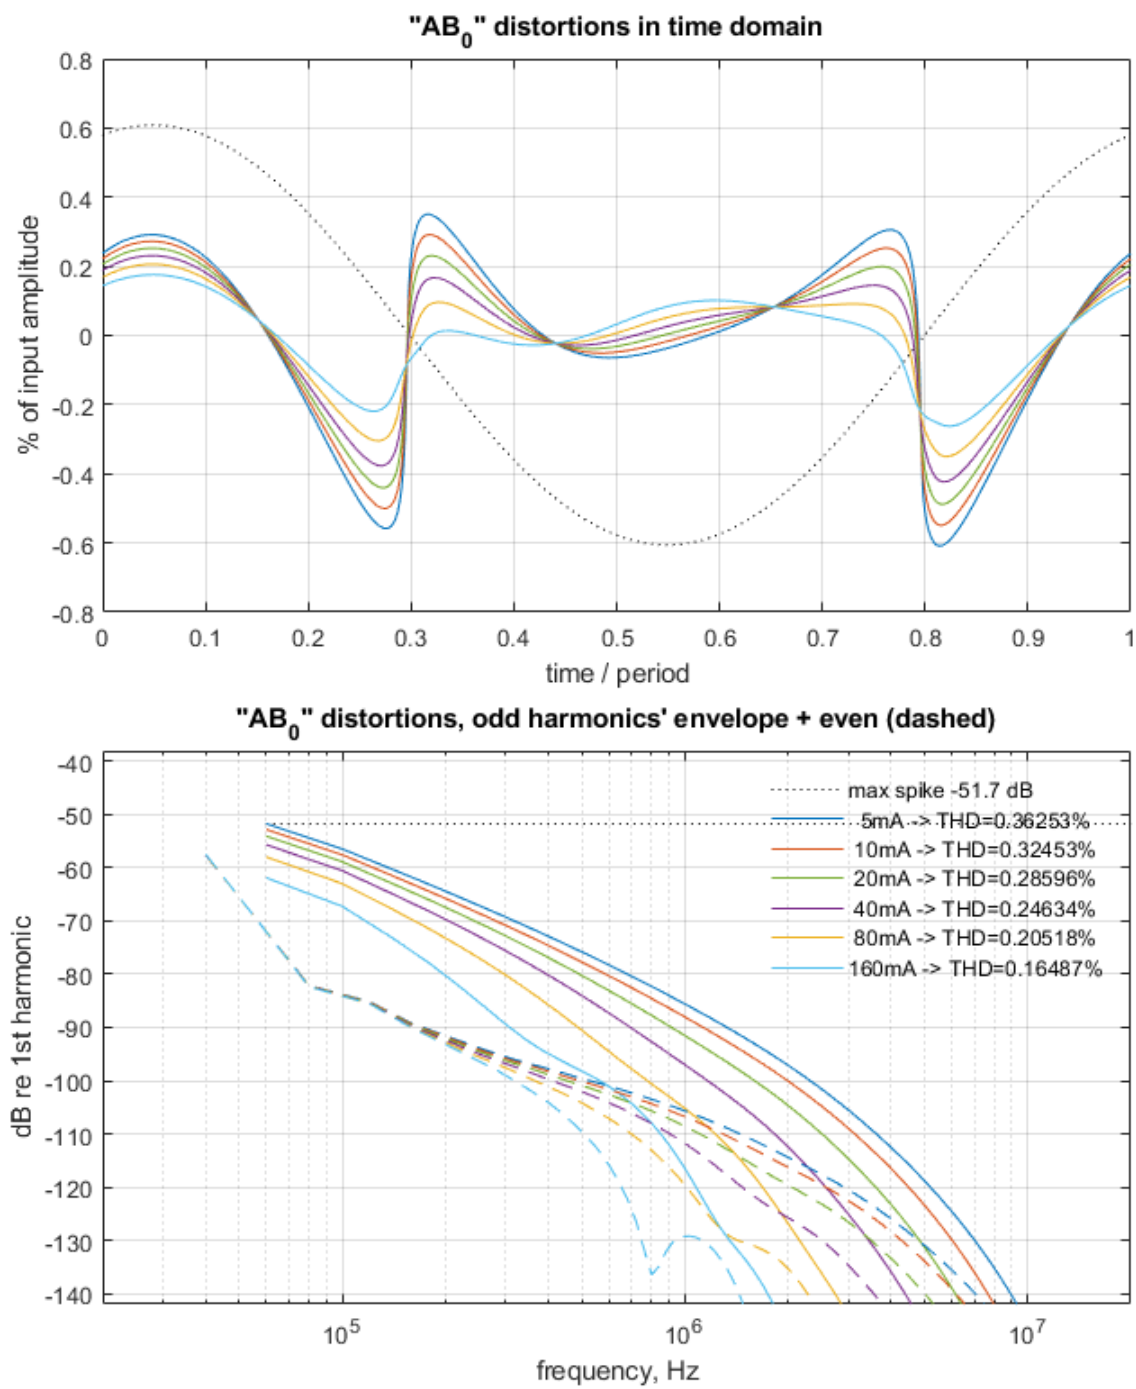 "AB0" distortions in time domain
0.8
0.6
0.4
0.2
0
-0.2
-0.4
-0.6
-0.8
% of input amplitude
0 0.1 0.2 0.3 0.4 0.5 0.6 0.7 0.8 0.9 1
time / period
"AB0" distortions, odd harmonics' envelope + even (dashed)
-40
-50
-60
-70
-80
-90
-100
-110
-120
-130
-140
dB re 1st harmonic
max spike -51.7 dB
5mA -> THD=0.36253%
10mA -> THD=0.32453%
20mA -> THD=0.28596%
40mA -> THD=0.24634%
80mA -> THD=0.20518%
160mA -> THD=0.16487%
10^5 10^6 10^7
frequency, Hz